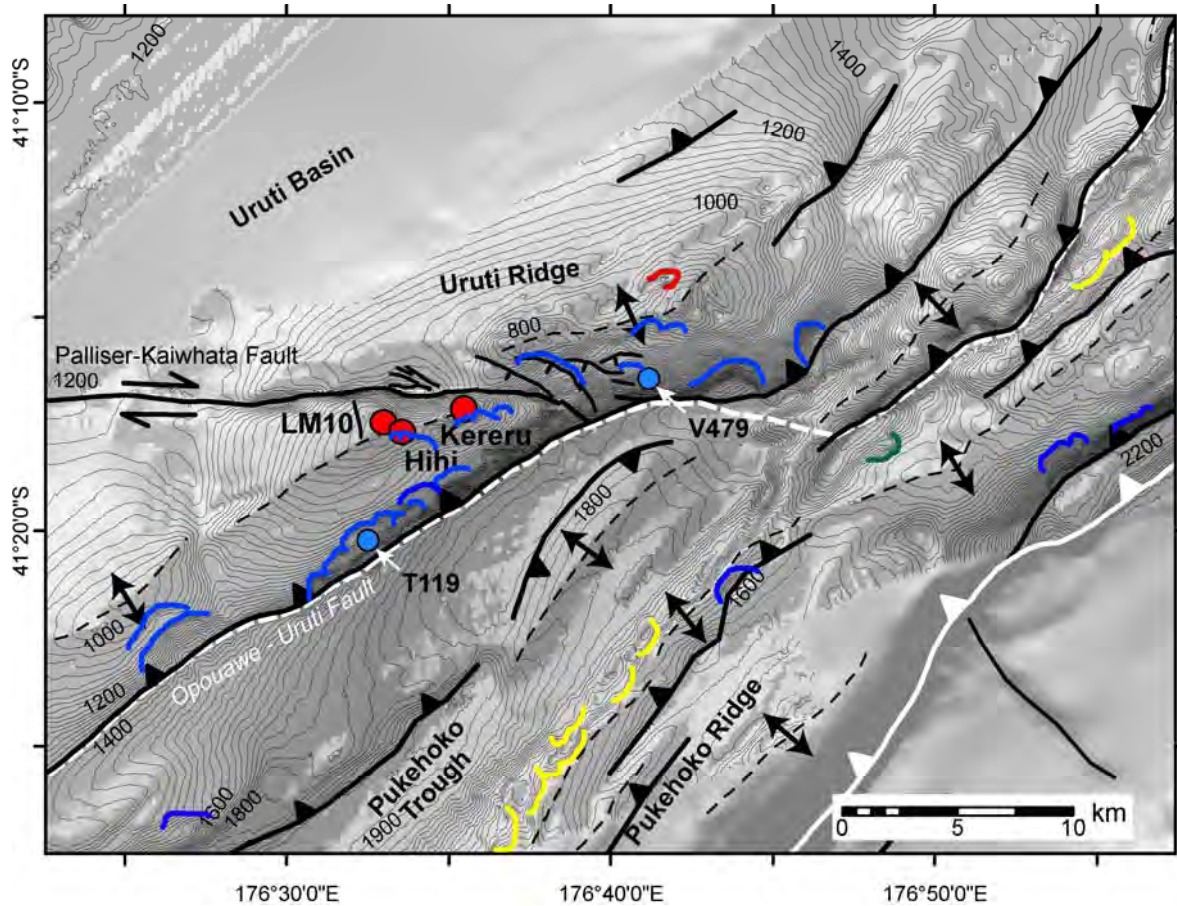 1200
1400
41°10'0"S
1200
Uruti Basin
1000
Uruti Ridge
800
Palliser-Kaiwhata Fault
1200
LM10
Kereru
V479
Hihi
2200
1800
41°20'0"S
T119
1600
1000
Opouawe - Uruti Fault
1200
1400
Pukehoko Ridge
Pukehoko
Trough
1600
1800
1900
km
0 5 10
176°30'0"E
176°40'0"E
176°50'0"E